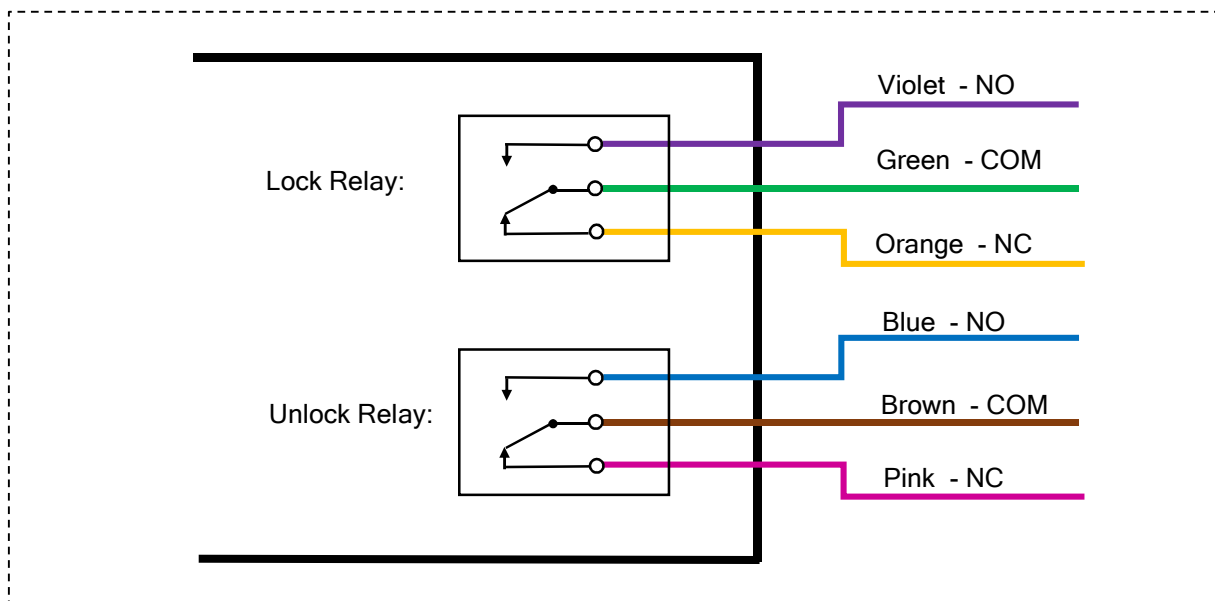 Violet - NO
Lock Relay:
Green - COM
Orange - NC
Blue - NO
Unlock Relay:
Brown - COM
Pink - NC